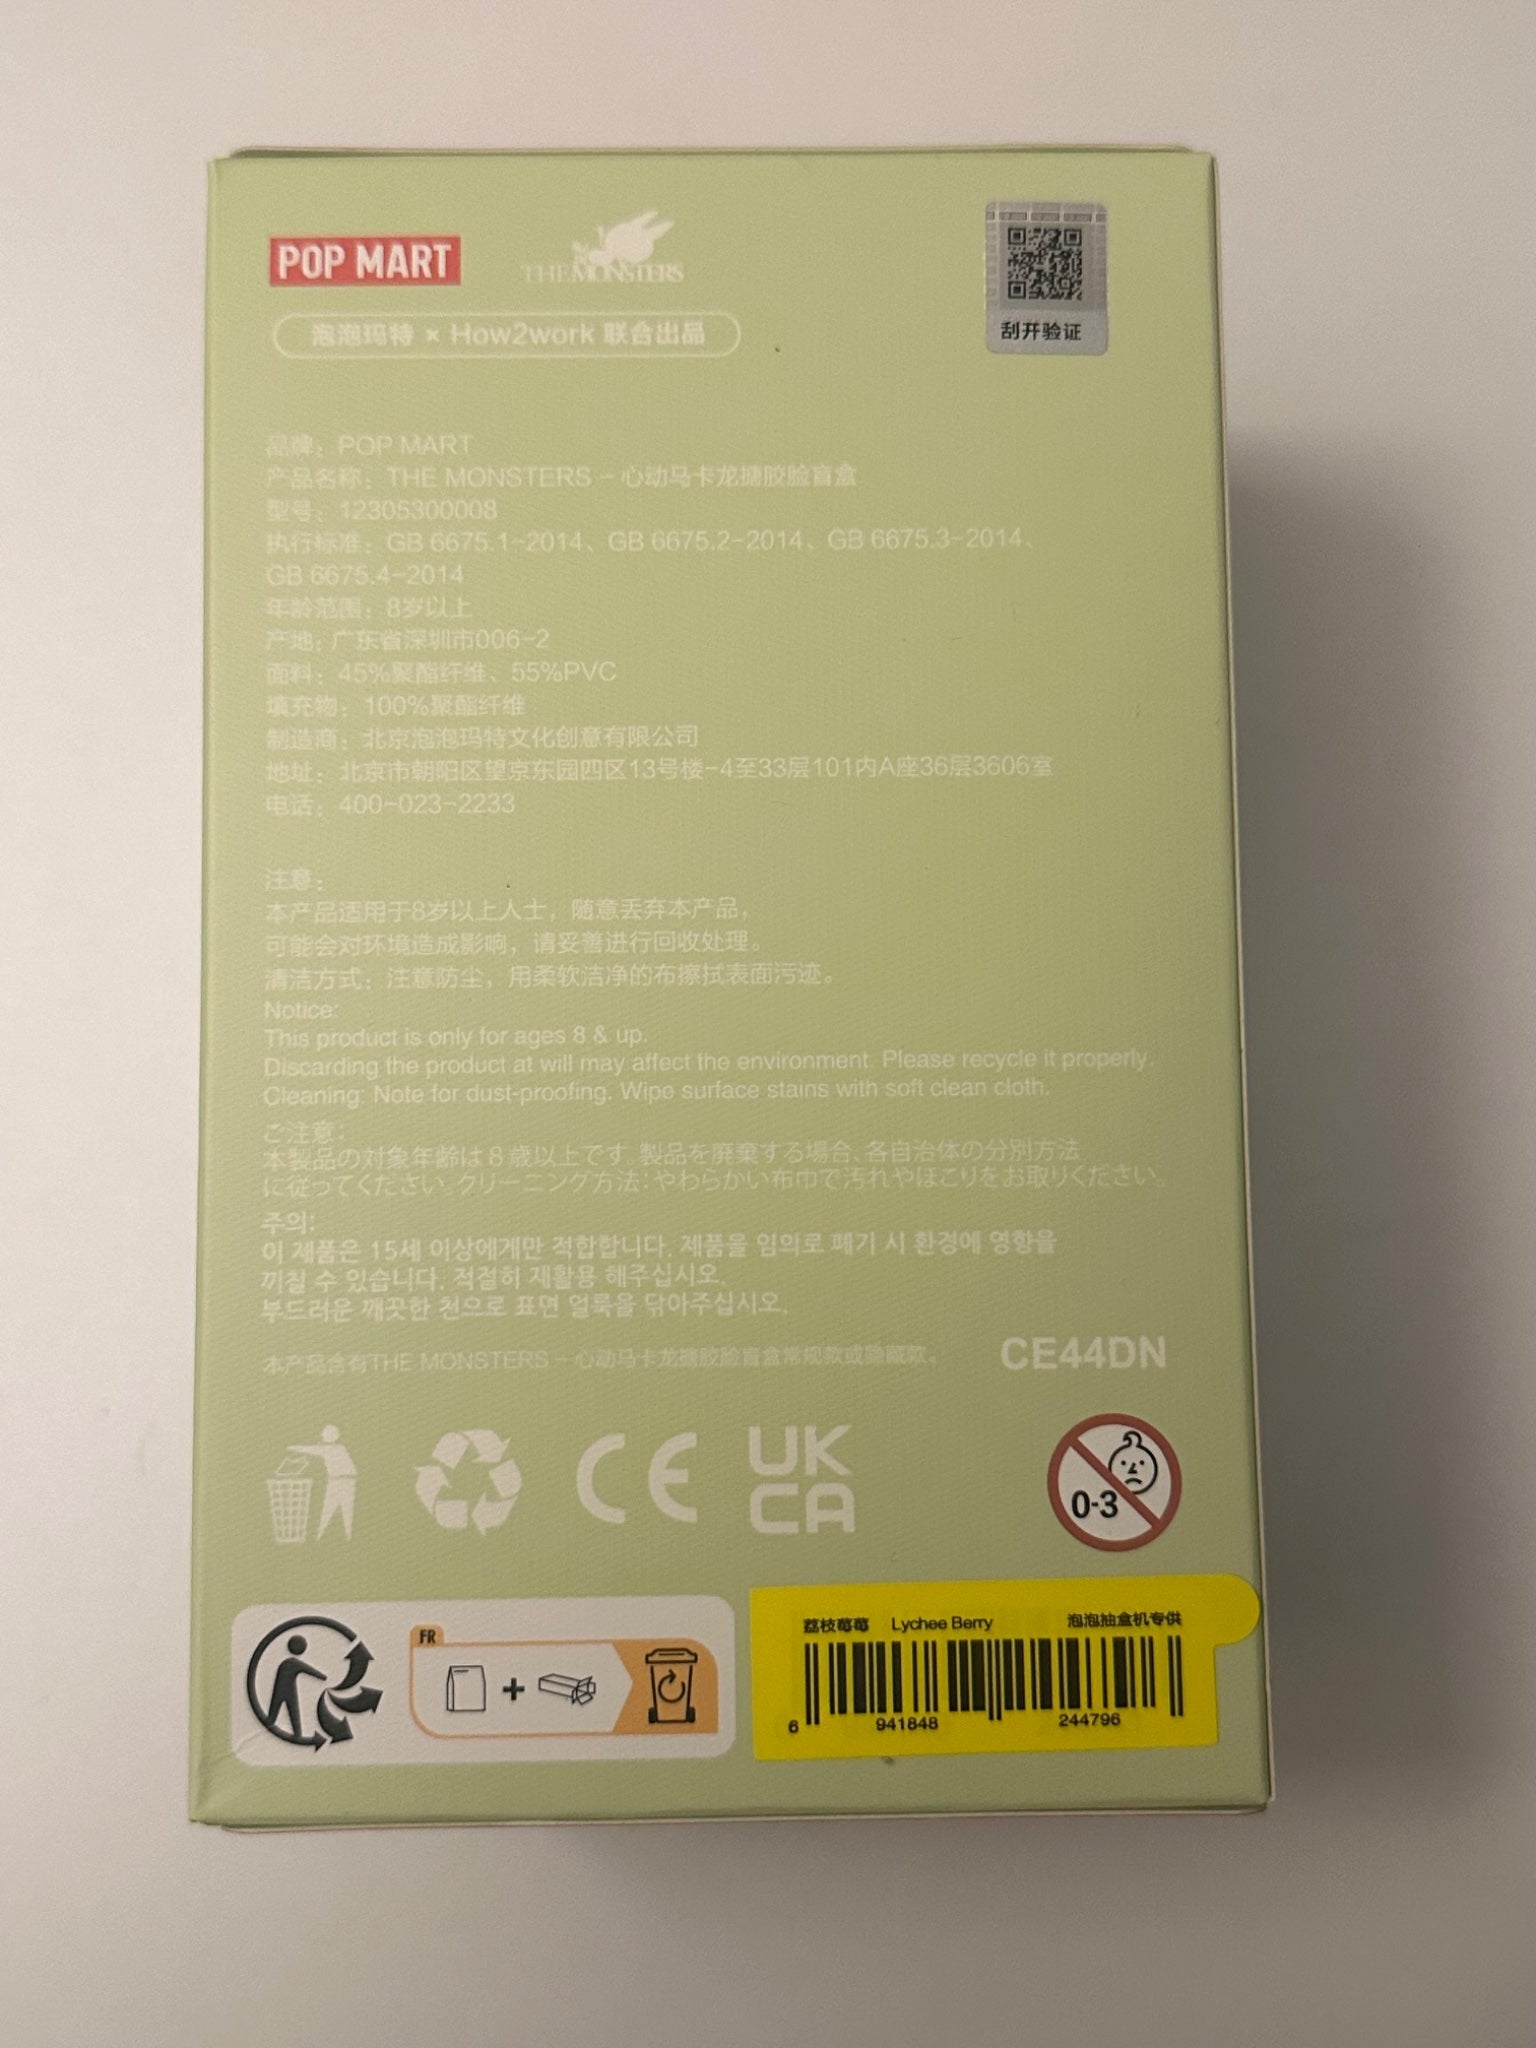 POP MART
THE MONSTERS
泡泡玛特 × How2work 联合出品
刮开验证
品牌：POP MART
产品名称：THE MONSTERS – 心动马卡龙搪胶脸盲盒
型号：12305300008
执行标准：GB 6675.1-2014、GB 6675.2-2014、GB 6675.3-2014、
GB 6675.4-2014
年龄范围：8岁以上
产地：广东省深圳市006-2
面料：45%聚酯纤维、55%PVC
填充物：100%聚酯纤维
制造商：北京泡泡玛特文化创意有限公司
地址：北京市朝阳区望京东园四区13号楼-4至33层101内A座36层3606室
电话：400-023-2233
注意：
本产品适用于8岁以上人士，随意丢弃本产品，
可能会对环境造成影响，请妥善进行回收处理。
清洁方式：注意防尘，用柔软洁净的布擦拭表面污迹。
Notice:
This product is only for ages 8 & up.
Discarding the product at will may affect the environment. Please recycle it properly.
Cleaning: Note for dust-proofing. Wipe surface stains with soft clean cloth.
ご注意：
本製品の対象年齢は8歳以上です。製品を廃棄する場合、各自治体の分別方法
に従ってください。クリーニング方法：やわらかい布巾で汚れやほこりをお取りください。
주의:
이 제품은 15세 이상에게만 적합합니다. 제품을 임의로 폐기 시 환경에 영향을
끼칠 수 있습니다. 적절히 재활용 해주십시오.
부드러운 깨끗한 천으로 표면 얼룩을 닦아주십시오.
本产品含有THE MONSTERS – 心动马卡龙搪胶脸盲盒常规款或隐藏款。
CE44DN
CE
UK
CA
0-3
FR
荔枝莓莓 Lychee Berry 泡泡抽盒机专供
6 941848 244796